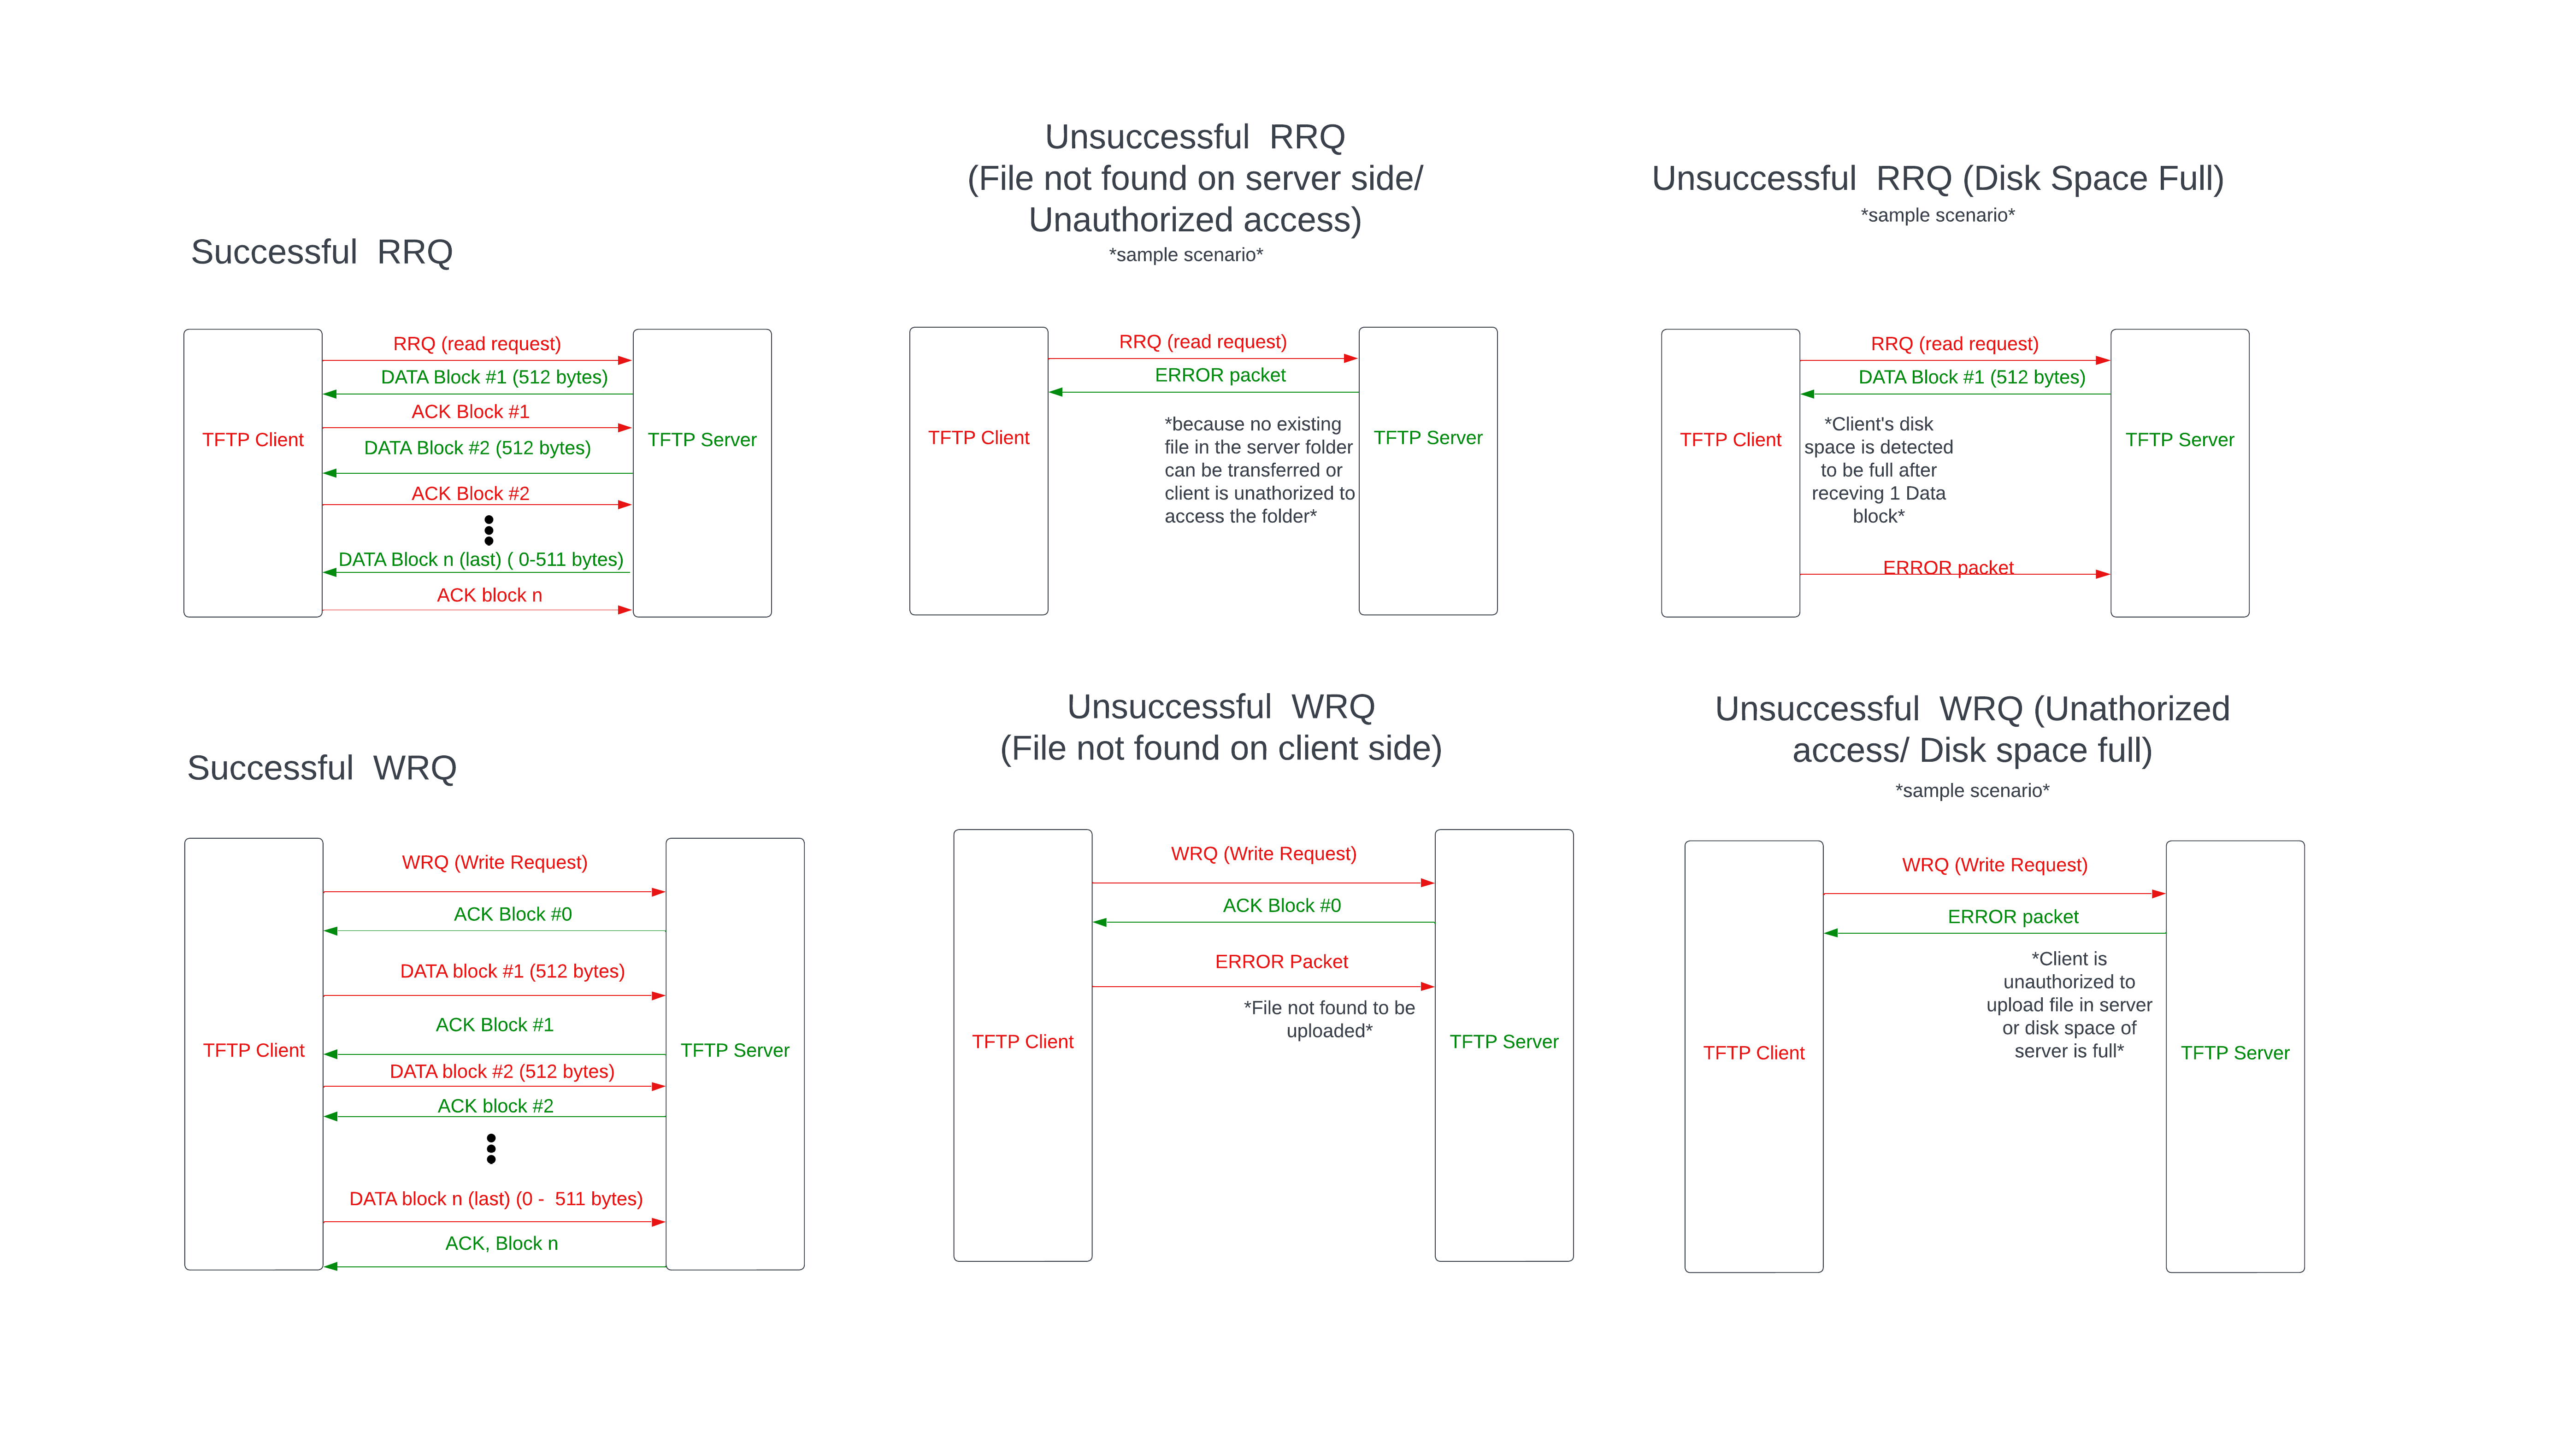 Successful RRQ
RRQ (read request)
DATA Block #1 (512 bytes)
ACK Block #1
TFTP Client
TFTP Server
DATA Block #2 (512 bytes)
ACK Block #2
DATA Block n (last) ( 0-511 bytes)
ACK block n
Unsuccessful RRQ
(File not found on server side/
Unauthorized access)
*sample scenario*
RRQ (read request)
ERROR packet
TFTP Client
TFTP Server
*because no existing
file in the server folder
can be transferred or
client is unathorized to
access the folder*
Unsuccessful RRQ (Disk Space Full)
*sample scenario*
RRQ (read request)
DATA Block #1 (512 bytes)
TFTP Client
TFTP Server
*Client's disk
space is detected
to be full after
receving 1 Data
block*
ERROR packet
Successful WRQ
WRQ (Write Request)
ACK Block #0
DATA block #1 (512 bytes)
ACK Block #1
TFTP Client
TFTP Server
DATA block #2 (512 bytes)
ACK block #2
DATA block n (last) (0 - 511 bytes)
ACK, Block n
Unsuccessful WRQ
(File not found on client side)
WRQ (Write Request)
ACK Block #0
ERROR Packet
*File not found to be
uploaded*
TFTP Client
TFTP Server
Unsuccessful WRQ (Unathorized
access/ Disk space full)
*sample scenario*
WRQ (Write Request)
ERROR packet
*Client is
unauthorized to
upload file in server
or disk space of
server is full*
TFTP Client
TFTP Server